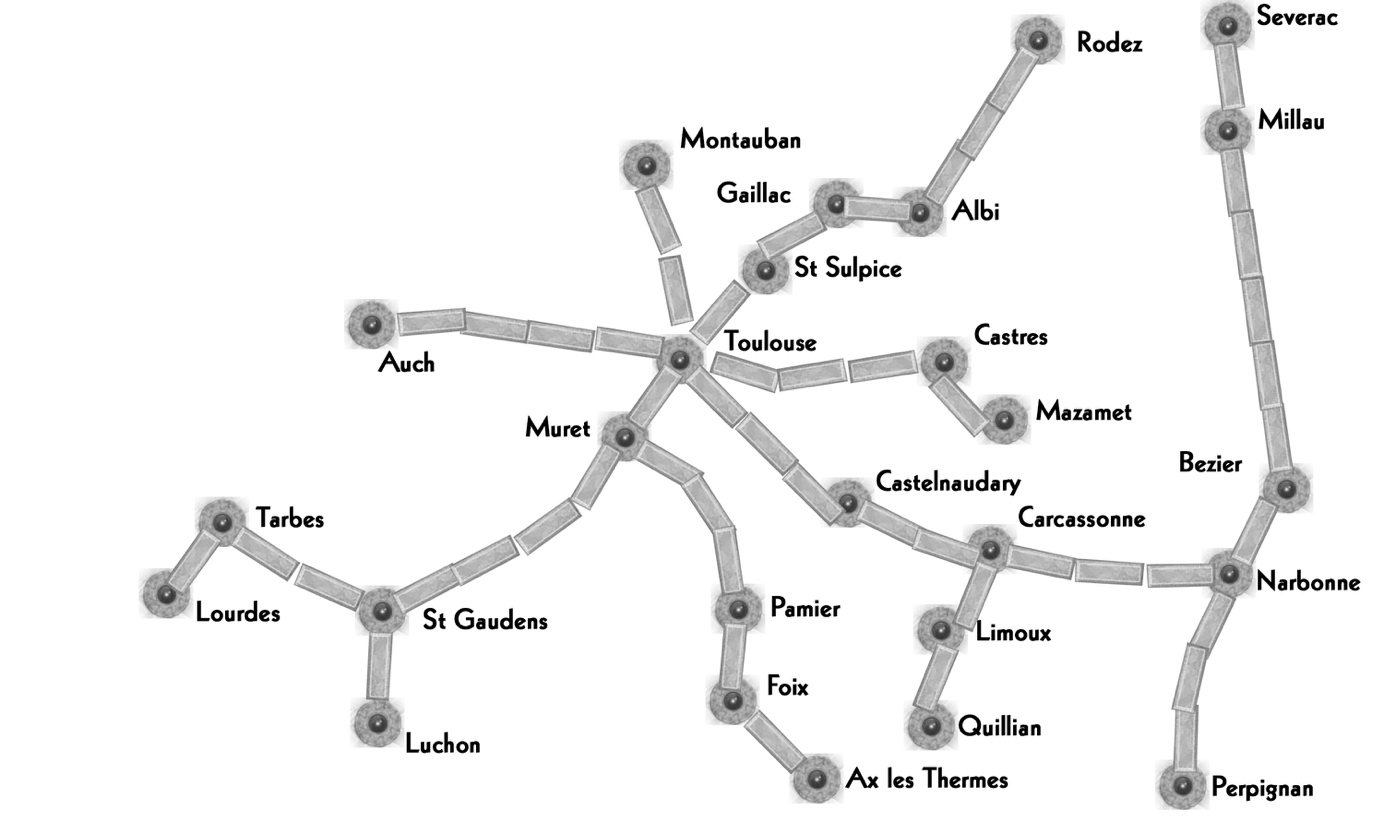 Severac
Rodez
Millau
Montauban
Gaillac
Albi
St Sulpice
Castres
Toulouse
Auch
Mazamet
Muret
Bezier
Castelnaudary
Carcassonne
Tarbes
Narbonne
Lourdes
Pamier
St Gaudens
Limoux
Foix
Quillian
Luchon
Ax les Thermes
Perpignan